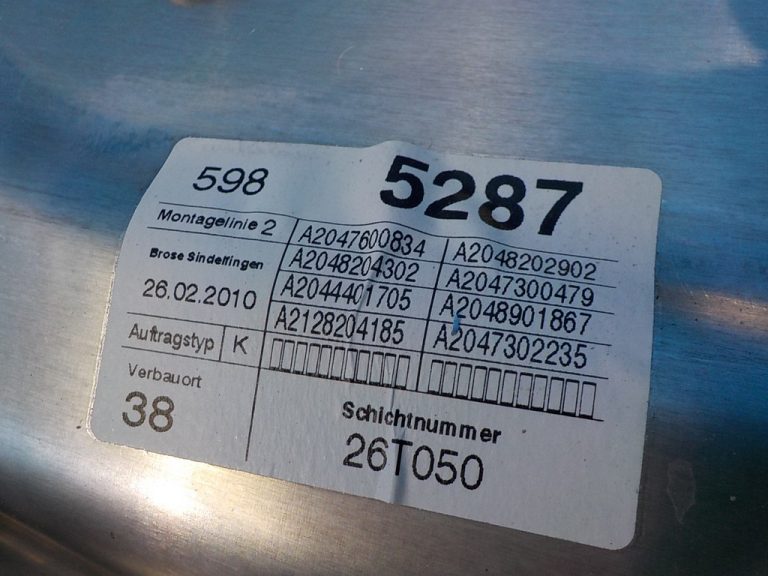 598 5287
Montagelinie 2
Brose Sindelfingen
26.02.2010
Auftragstyp K
Verbauort
38
A2047600834 A2048202902
A2048204302 A2047300479
A2044401705 A2048901867
A2128204185 A2047302235
Schichtnummer
26T050